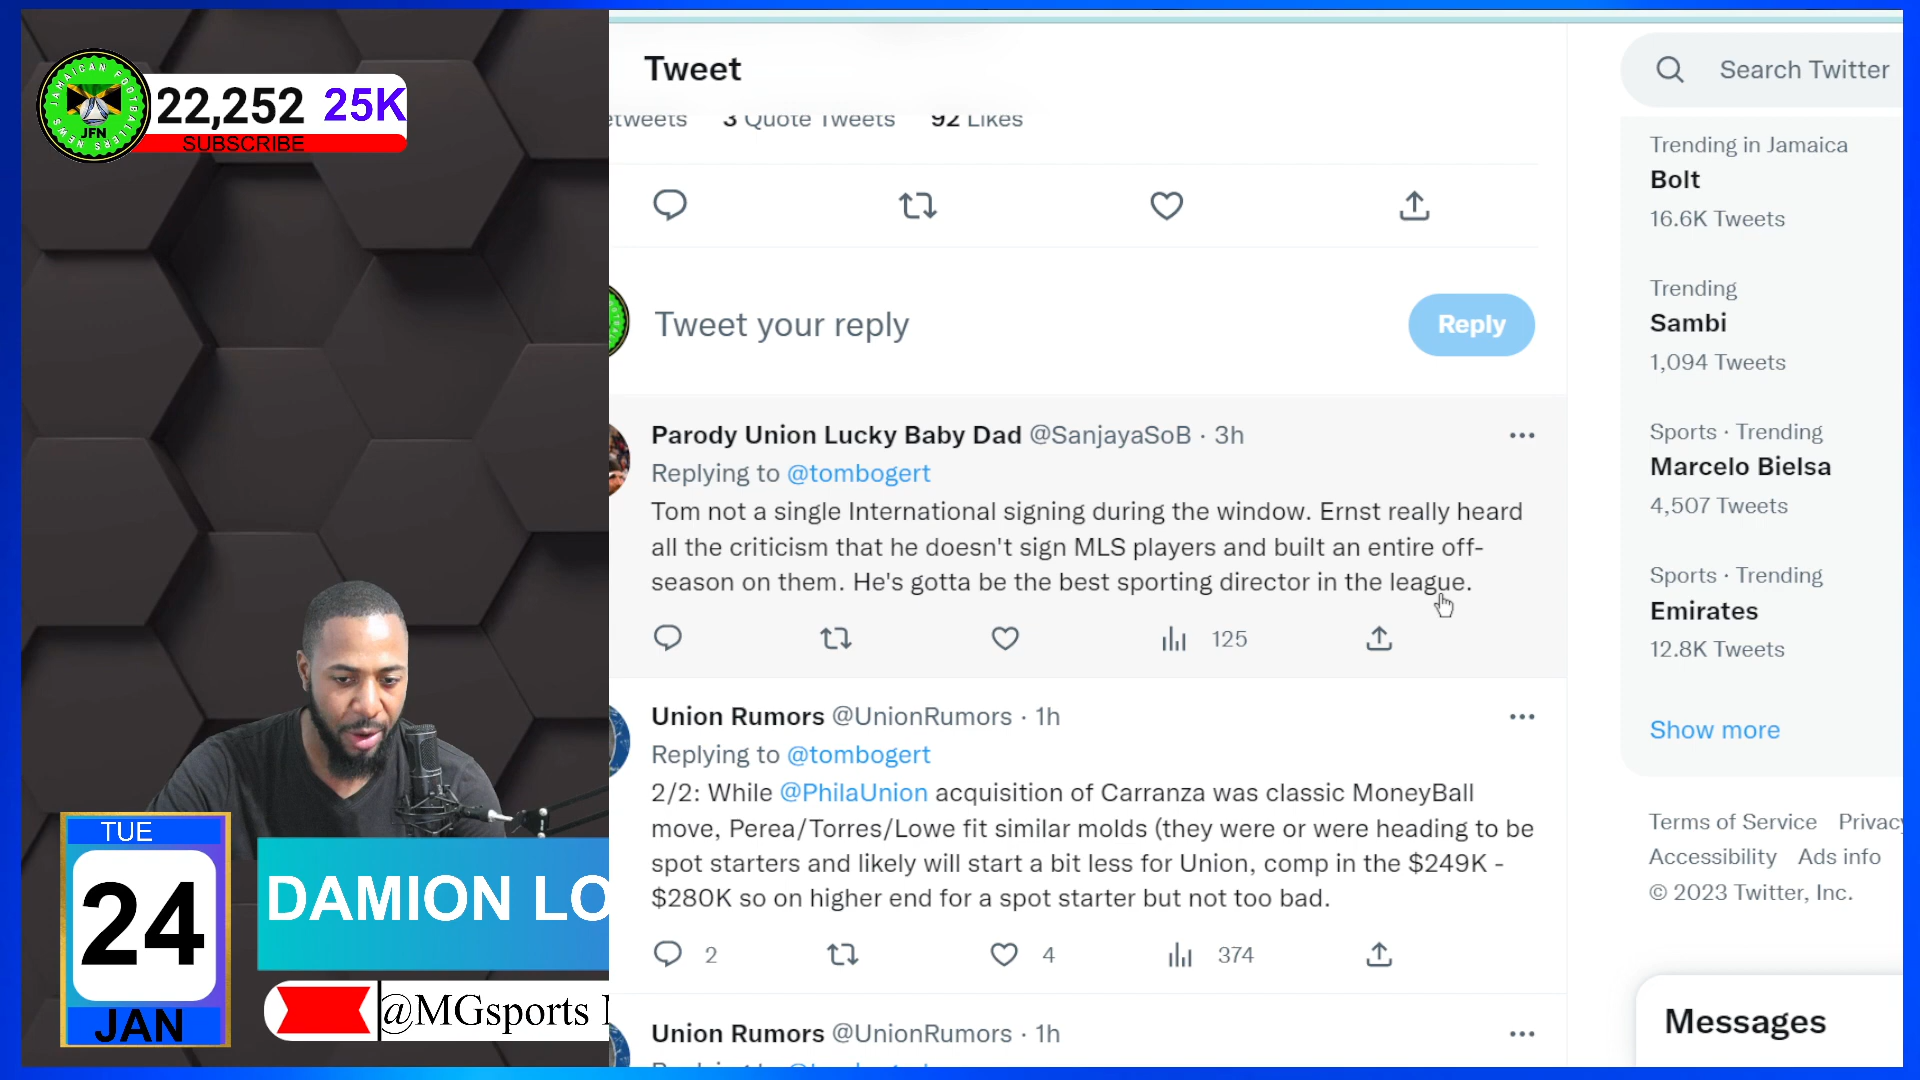 JAMAICAN FOOTBALLERS NEWS
JFN
22,252 25K
SUBSCRIBE
TUE
24
JAN
DAMION LO
@MGsports
Tweet
etweets 3 Quote Tweets 92 Likes
Tweet your reply
Reply
Parody Union Lucky Baby Dad @SanjayaSoB · 3h
Replying to @tombogert
Tom not a single International signing during the window. Ernst really heard
all the criticism that he doesn't sign MLS players and built an entire off-
season on them. He's gotta be the best sporting director in the league.
125
Union Rumors @UnionRumors · 1h
Replying to @tombogert
2/2: While @PhilaUnion acquisition of Carranza was classic MoneyBall
move, Perea/Torres/Lowe fit similar molds (they were or were heading to be
spot starters and likely will start a bit less for Union, comp in the $249K -
$280K so on higher end for a spot starter but not too bad.
2 4 374
Union Rumors @UnionRumors · 1h
Search Twitter
Trending in Jamaica
Bolt
16.6K Tweets
Trending
Sambi
1,094 Tweets
Sports · Trending
Marcelo Bielsa
4,507 Tweets
Sports · Trending
Emirates
12.8K Tweets
Show more
Terms of Service Privacy
Accessibility Ads info
© 2023 Twitter, Inc.
Messages